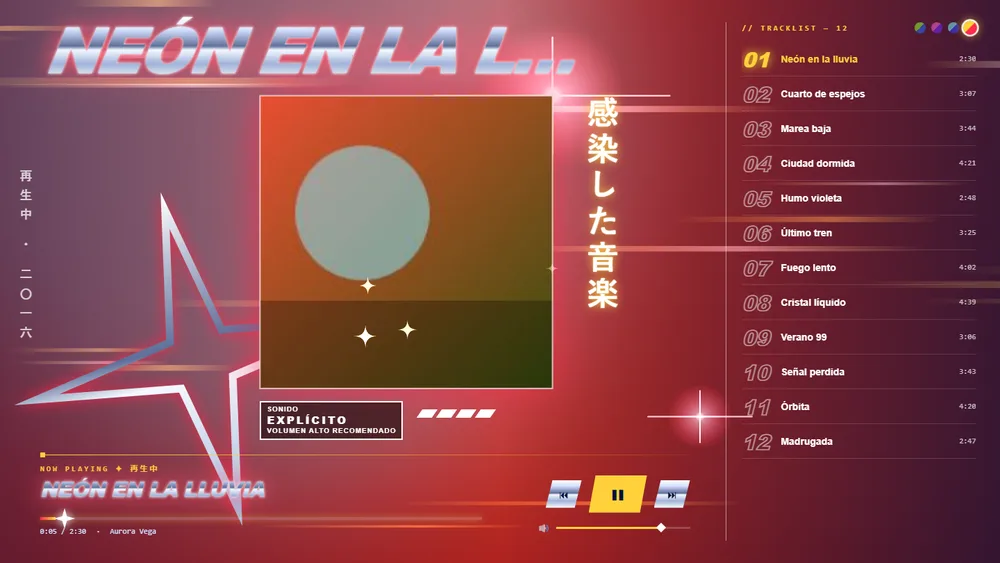 NEÓN EN LA L...
感染した音楽
再生中・二〇一六
SONIDO
EXPLÍCITO
VOLUMEN ALTO RECOMENDADO
NOW PLAYING ✦ 再生中
NEÓN EN LA LLUVIA
0:05 / 2:30 - Aurora Vega
// TRACKLIST — 12
01 Neón en la lluvia 2:30
02 Cuarto de espejos 3:07
03 Marea baja 3:44
04 Ciudad dormida 4:21
05 Humo violeta 2:48
06 Último tren 3:25
07 Fuego lento 4:02
08 Cristal líquido 4:39
09 Verano 99 3:06
10 Señal perdida 3:43
11 Órbita 4:20
12 Madrugada 2:47